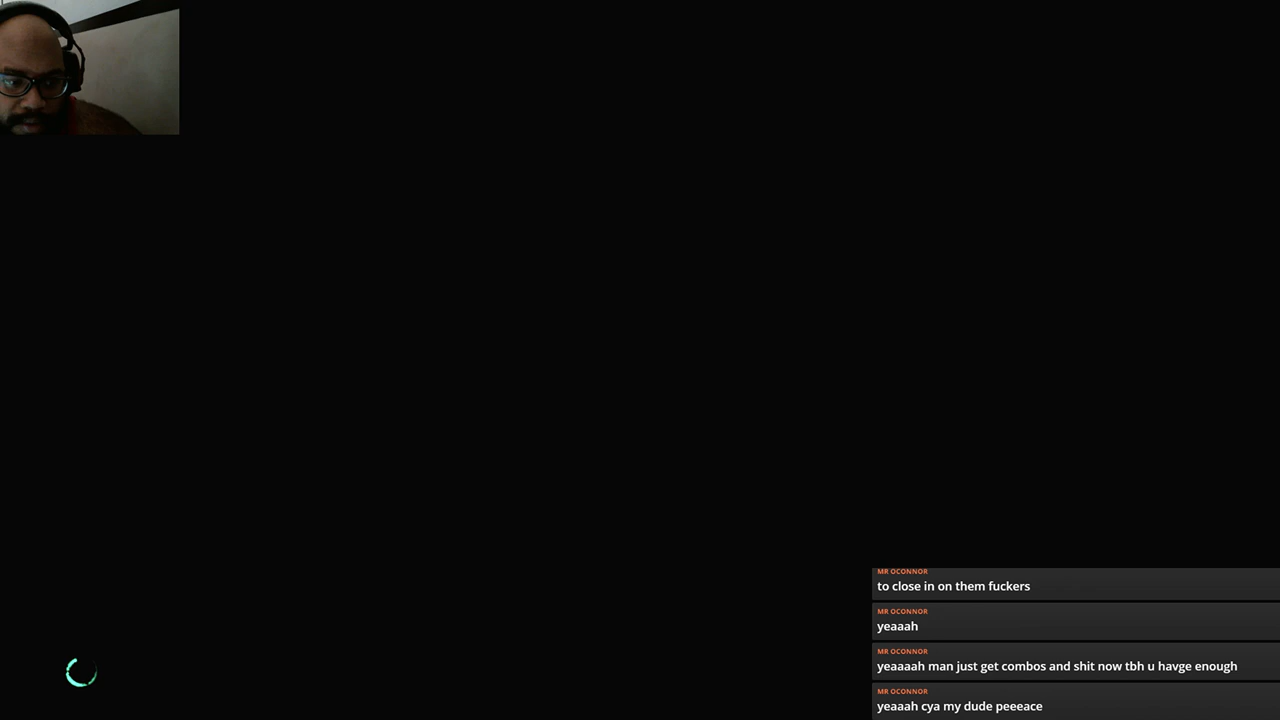 MR OCONNOR
to close in on them fuckers
MR OCONNOR
yeaaah
MR OCONNOR
yeaaaah man just get combos and shit now tbh u havge enough
MR OCONNOR
yeaaah cya my dude peeeace